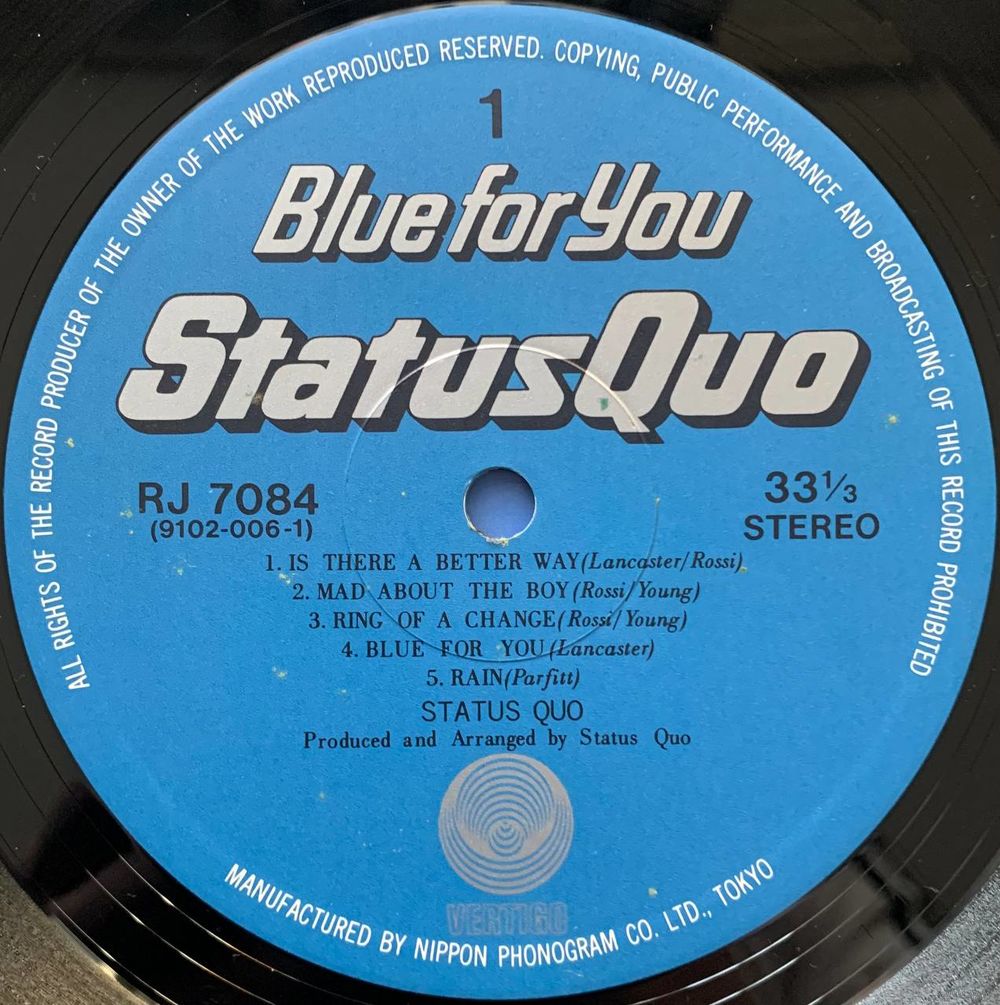 ALL RIGHTS OF THE RECORD PRODUCER OF THE OWNER OF THE WORK REPRODUCED RESERVED. COPYING, PUBLIC PERFORMANCE AND BROADCASTING OF THIS RECORD PROHIBITED
1
Blue for You
Status Quo
RJ 7084
(9102-006-1)
33⅓
STEREO
1. IS THERE A BETTER WAY (Lancaster/Rossi)
2. MAD ABOUT THE BOY (Rossi/Young)
3. RING OF A CHANGE (Rossi/Young)
4. BLUE FOR YOU (Lancaster)
5. RAIN (Parfitt)
STATUS QUO
Produced and Arranged by Status Quo
VERTIGO
MANUFACTURED BY NIPPON PHONOGRAM CO. LTD., TOKYO